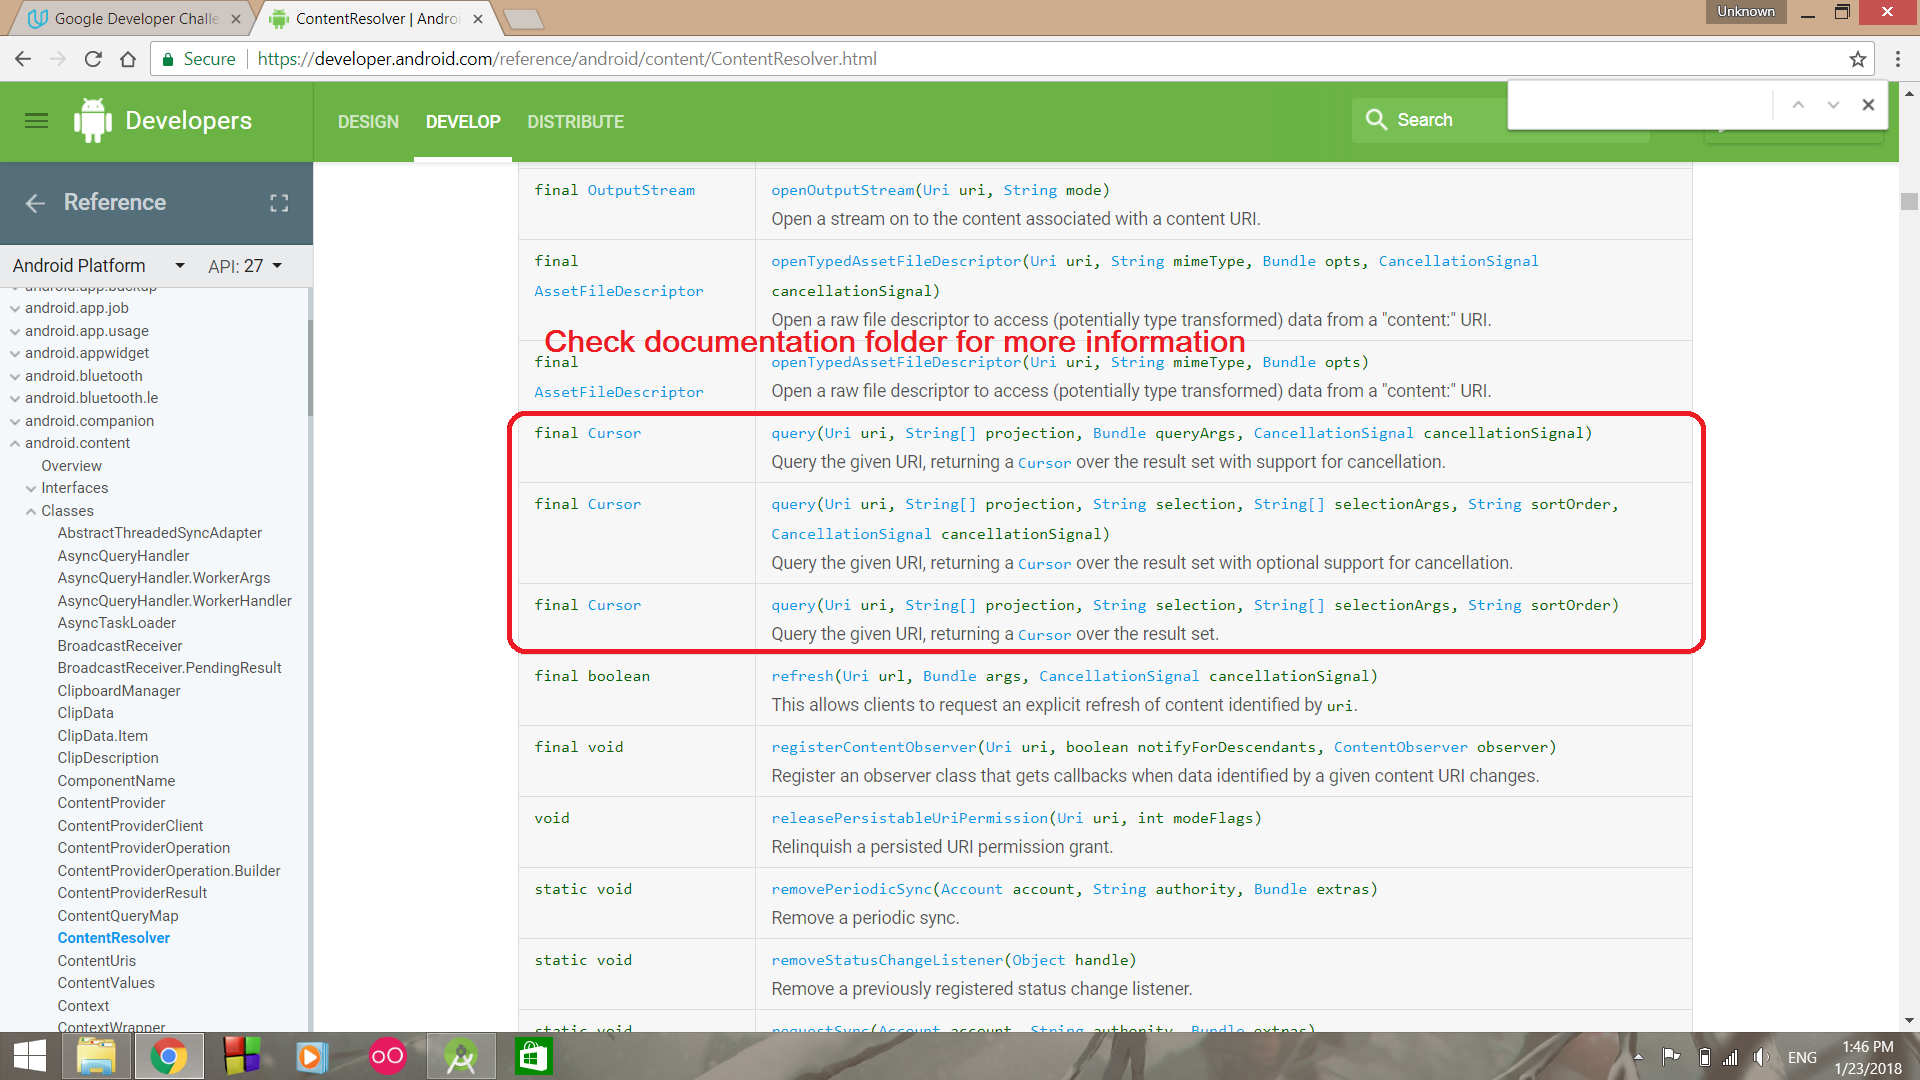 Google Developer Challe
ContentResolver | Androi
Unknown
Secure
https://developer.android.com/reference/android/content/ContentResolver.html
Developers
DESIGN
DEVELOP
DISTRIBUTE
Search
Reference
Android Platform
API: 27
android.app.backup
android.app.job
android.app.usage
android.appwidget
android.bluetooth
android.bluetooth.le
android.companion
android.content
Overview
Interfaces
Classes
AbstractThreadedSyncAdapter
AsyncQueryHandler
AsyncQueryHandler.WorkerArgs
AsyncQueryHandler.WorkerHandler
AsyncTaskLoader
BroadcastReceiver
BroadcastReceiver.PendingResult
ClipboardManager
ClipData
ClipData.Item
ClipDescription
ComponentName
ContentProvider
ContentProviderClient
ContentProviderOperation
ContentProviderOperation.Builder
ContentProviderResult
ContentQueryMap
ContentResolver
ContentUris
ContentValues
Context
ContextWrapper
final OutputStream
openOutputStream(Uri uri, String mode)
Open a stream on to the content associated with a content URI.
final
AssetFileDescriptor
openTypedAssetFileDescriptor(Uri uri, String mimeType, Bundle opts, CancellationSignal
cancellationSignal)
Open a raw file descriptor to access (potentially type transformed) data from a "content:" URI.
Check documentation folder for more information
final
AssetFileDescriptor
openTypedAssetFileDescriptor(Uri uri, String mimeType, Bundle opts)
Open a raw file descriptor to access (potentially type transformed) data from a "content:" URI.
final Cursor
query(Uri uri, String[] projection, Bundle queryArgs, CancellationSignal cancellationSignal)
Query the given URI, returning a Cursor over the result set with support for cancellation.
final Cursor
query(Uri uri, String[] projection, String selection, String[] selectionArgs, String sortOrder,
CancellationSignal cancellationSignal)
Query the given URI, returning a Cursor over the result set with optional support for cancellation.
final Cursor
query(Uri uri, String[] projection, String selection, String[] selectionArgs, String sortOrder)
Query the given URI, returning a Cursor over the result set.
final boolean
refresh(Uri url, Bundle args, CancellationSignal cancellationSignal)
This allows clients to request an explicit refresh of content identified by uri.
final void
registerContentObserver(Uri uri, boolean notifyForDescendants, ContentObserver observer)
Register an observer class that gets callbacks when data identified by a given content URI changes.
void
releasePersistableUriPermission(Uri uri, int modeFlags)
Relinquish a persisted URI permission grant.
static void
removePeriodicSync(Account account, String authority, Bundle extras)
Remove a periodic sync.
static void
removeStatusChangeListener(Object handle)
Remove a previously registered status change listener.
static void
requestSync(Account account, String authority, Bundle extras)
ENG
1:46 PM
1/23/2018